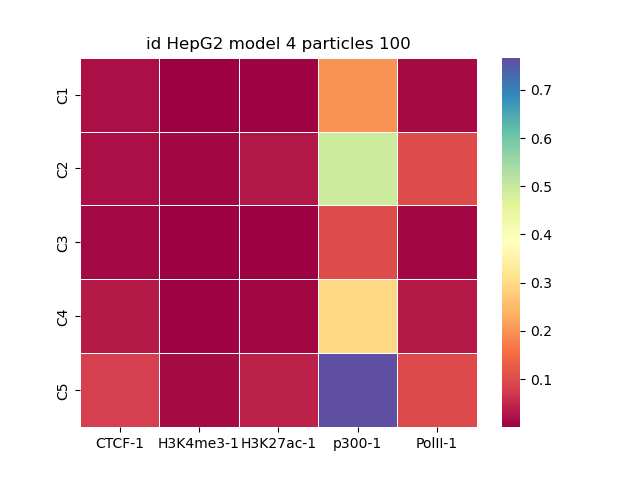 id HepG2 model 4 particles 100
C1
C2
C3
C4
C5
CTCF-1 H3K4me3-1 H3K27ac-1 p300-1 PolII-1
0.7
0.6
0.5
0.4
0.3
0.2
0.1